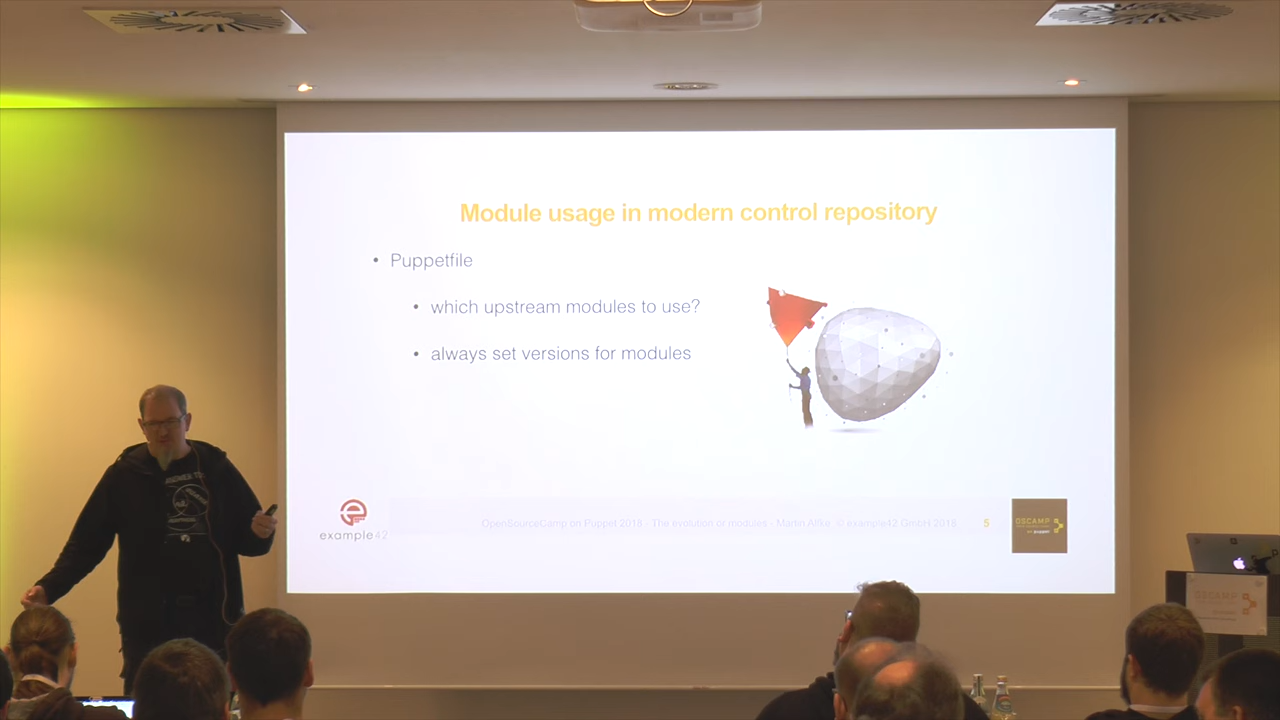 Module usage in modern control repository
• Puppetfile
• which upstream modules to use?
• always set versions for modules
example42
OpenSourceCamp on Puppet 2018 - The evolution of modules - Martin Alfke © example42 GmbH 2018
5
OSCAMP
OSCAMP